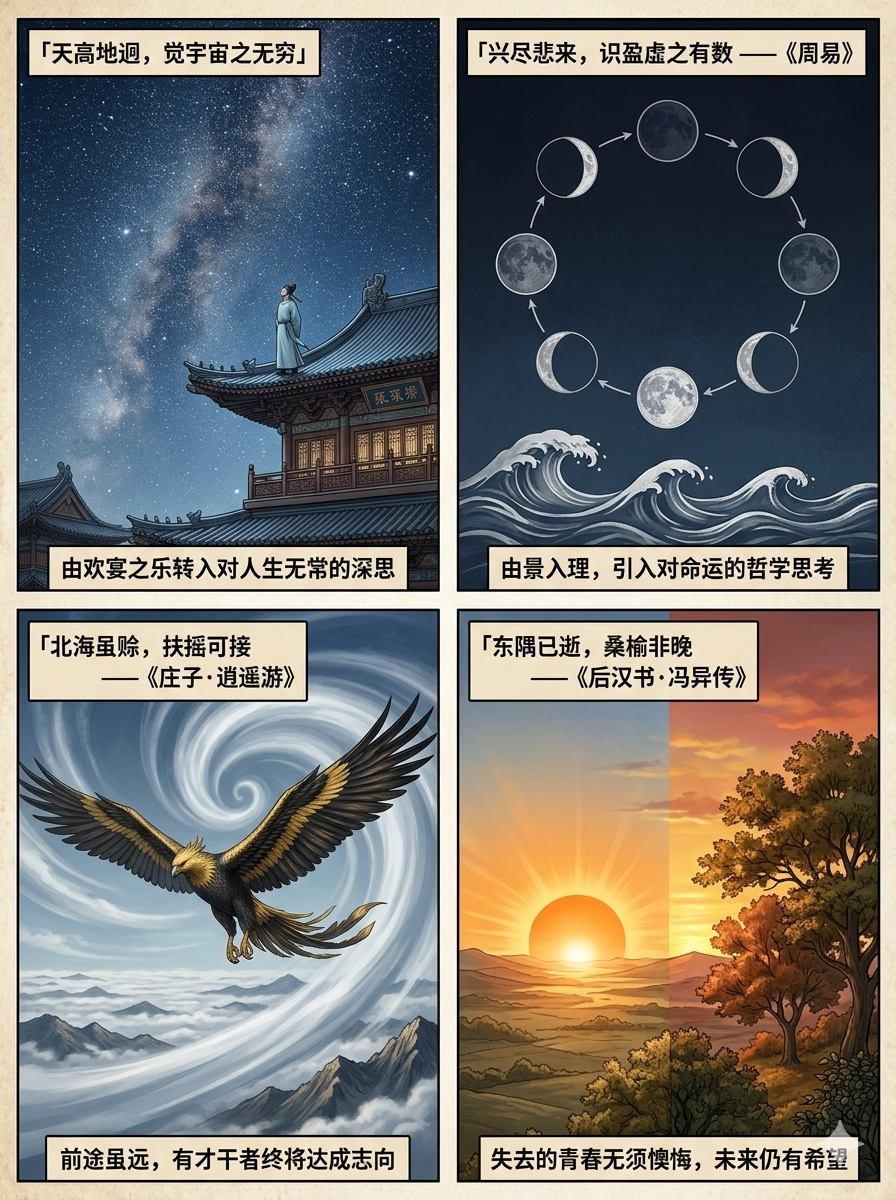 「天高地迥，觉宇宙之无穷」
由欢宴之乐转入对人生无常的深思
「兴尽悲来，识盈虚之有数 ——《周易》
由景入理，引入对命运的哲学思考
「北海虽赊，扶摇可接
——《庄子·逍遥游》
前途虽远，有才干者终将达成志向
「东隅已逝，桑榆非晚
——《后汉书·冯异传》
失去的青春无须懊悔，未来仍有希望